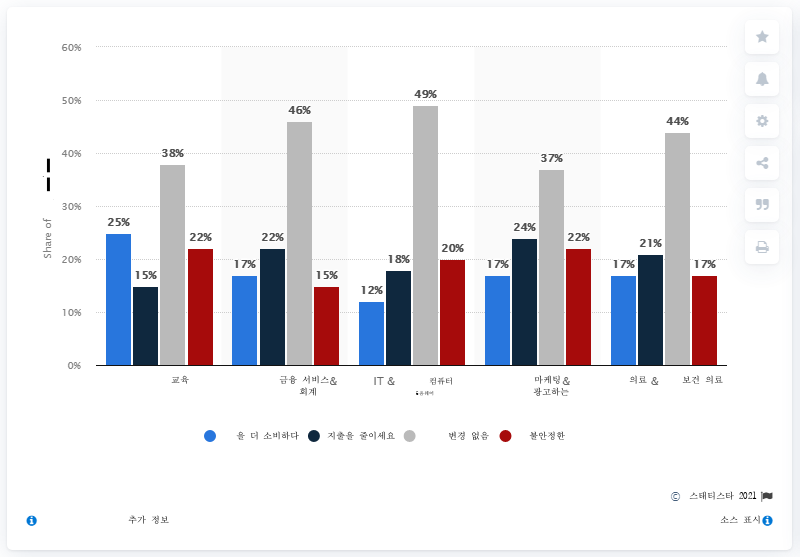 60%
50%
40%
30%
20%
10%
0%
Share of
25%
15%
38%
22%
17%
22%
46%
15%
12%
18%
49%
20%
17%
24%
37%
22%
17%
21%
44%
17%
교육
금융 서비스&
회계
IT & 컴퓨터
마케팅&
광고하는
의료 & 보건 의료
을 더 소비하다 지출을 줄이세요 변경 없음 불안정한
© 스태티스타 2021
추가 정보
소스 표시